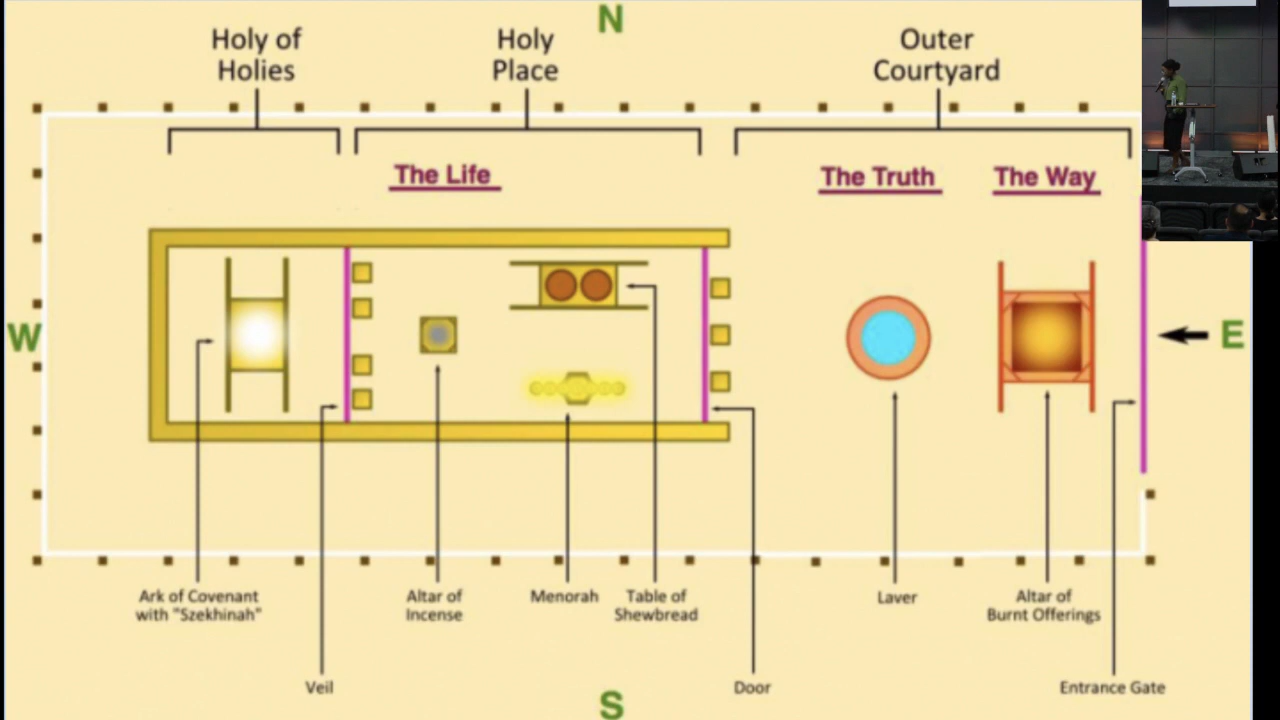 N
Holy of
Holies
Holy
Place
Outer
Courtyard
The Life
The Truth
The Way
W
E
Ark of Covenant
with "Szekhinah"
Altar of
Incense
Menorah
Table of
Shewbread
Laver
Altar of
Burnt Offerings
Veil
Door
Entrance Gate
S